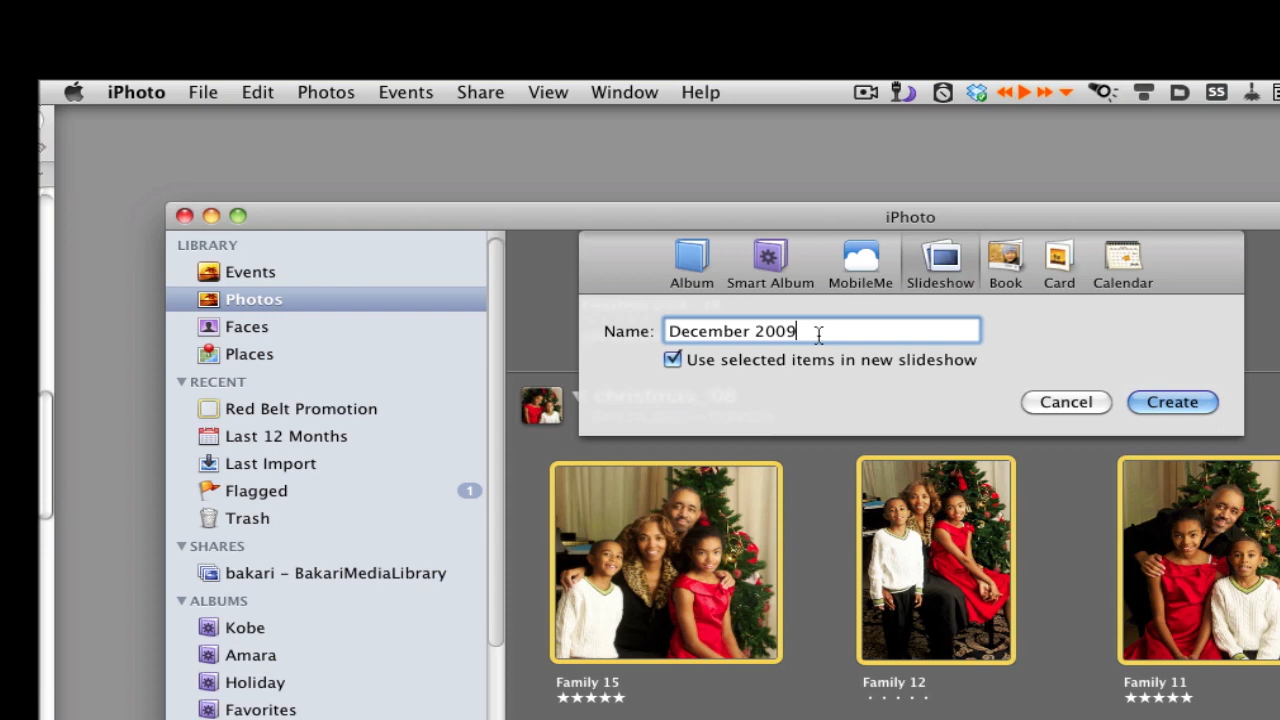 iPhoto File Edit Photos Events Share View Window Help SS
iPhoto
LIBRARY
Events
Photos
Faces
Places
RECENT
Red Belt Promotion
Last 12 Months
Last Import
Flagged 1
Trash
SHARES
bakari – BakariMediaLibrary
ALBUMS
Kobe
Amara
Holiday
Favorites
Album Smart Album MobileMe Slideshow Book Card Calendar
Name: December 2009
Use selected items in new slideshow
Cancel Create
christmas_'08
Family 15 Family 12 Family 11